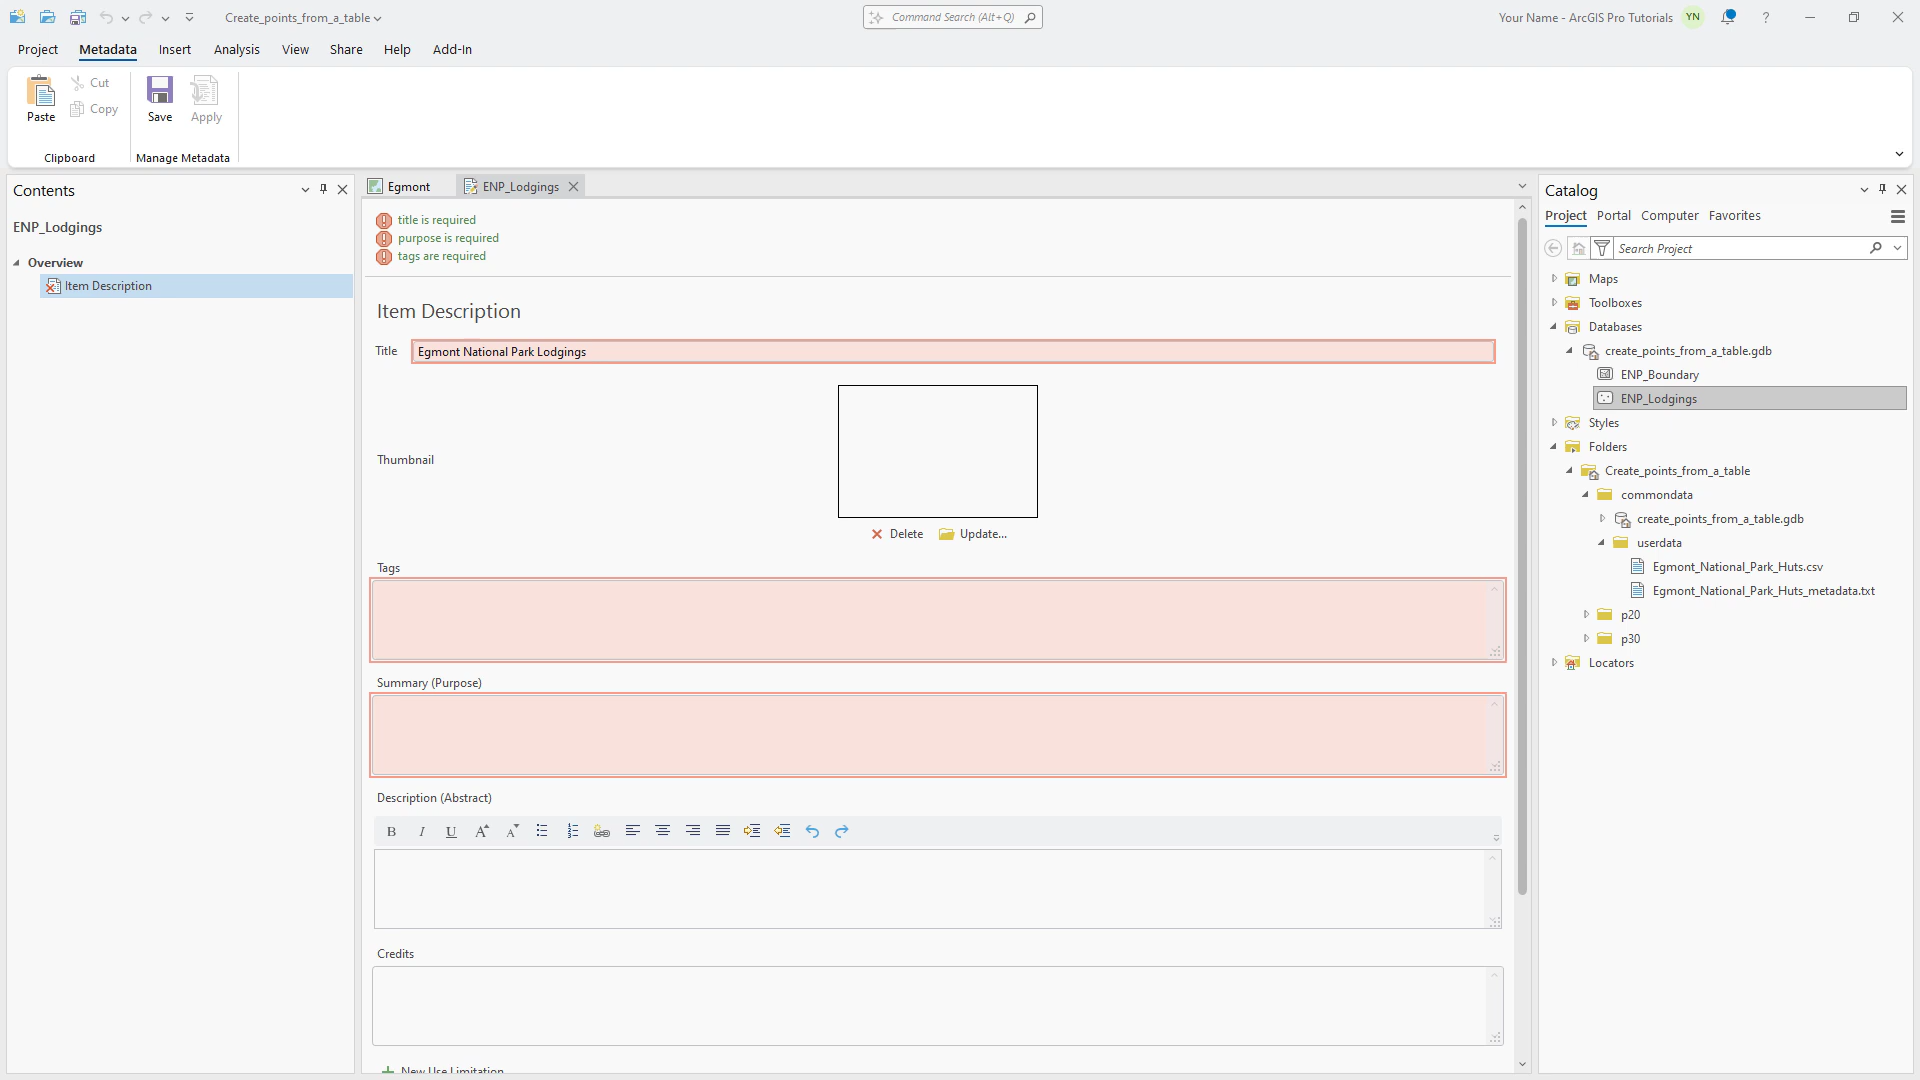 Create_points_from_a_table
Command Search (Alt+Q)
Your Name - ArcGIS Pro Tutorials
YN
?
Project
Metadata
Insert
Analysis
View
Share
Help
Add-In
Paste
Cut
Copy
Clipboard
Save
Apply
Manage Metadata
Contents
ENP_Lodgings
Overview
Item Description
Egmont
ENP_Lodgings
title is required
purpose is required
tags are required
Item Description
Title
Egmont National Park Lodgings
Thumbnail
Delete
Update...
Tags
Summary (Purpose)
Description (Abstract)
B I U A A
Credits
New Use Limitation
Catalog
Project
Portal
Computer
Favorites
Search Project
Maps
Toolboxes
Databases
create_points_from_a_table.gdb
ENP_Boundary
ENP_Lodgings
Styles
Folders
Create_points_from_a_table
commondata
create_points_from_a_table.gdb
userdata
Egmont_National_Park_Huts.csv
Egmont_National_Park_Huts_metadata.txt
p20
p30
Locators